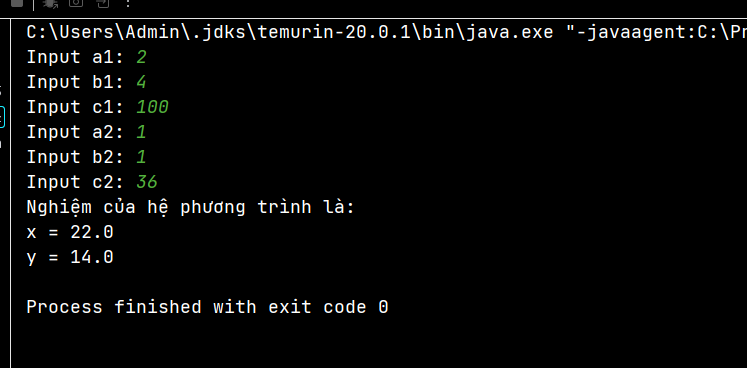 C:\Users\Admin\.jdks\temurin-20.0.1\bin\java.exe "-javaagent:C:\Pr
Input a1: 2
Input b1: 4
Input c1: 100
Input a2: 1
Input b2: 1
Input c2: 36
Nghiệm của hệ phương trình là:
x = 22.0
y = 14.0
Process finished with exit code 0